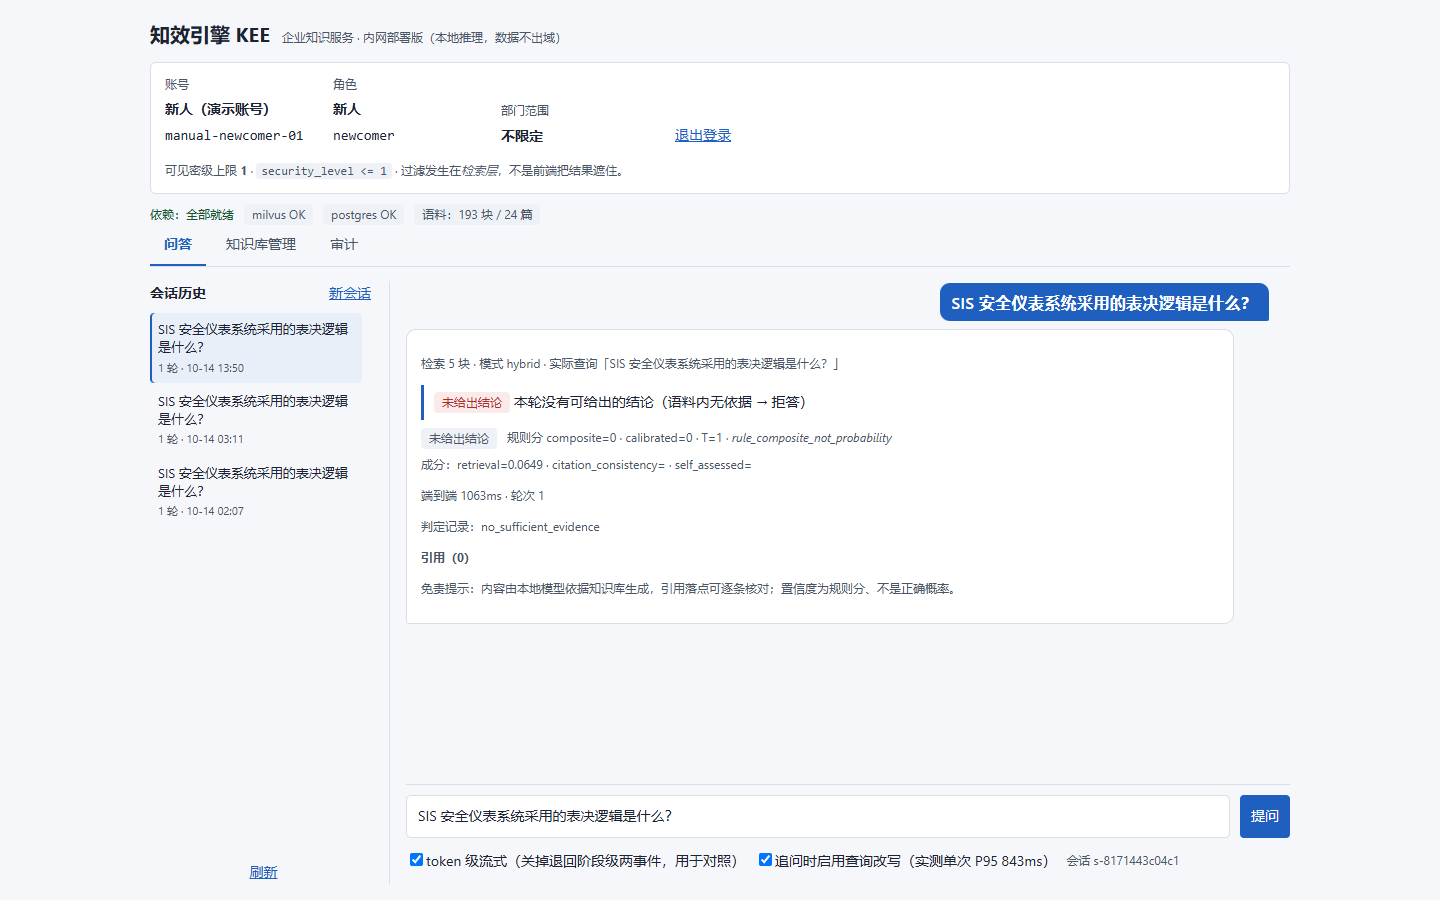 知效引擎 KEE 企业知识服务 · 内网部署版（本地推理，数据不出域）
账号
新人（演示账号）
manual-newcomer-01
角色
新人
newcomer
部门范围
不限定
退出登录
可见密级上限 1 · security_level <= 1 · 过滤发生在检索层，不是前端把结果遮住。
依赖：全部就绪 milvus OK postgres OK 语料：193 块 / 24 篇
问答 知识库管理 审计
会话历史 新会话
SIS 安全仪表系统采用的表决逻辑
是什么？
1 轮 · 10-14 13:50
SIS 安全仪表系统采用的表决逻辑
是什么？
1 轮 · 10-14 03:11
SIS 安全仪表系统采用的表决逻辑
是什么？
1 轮 · 10-14 02:07
刷新
SIS 安全仪表系统采用的表决逻辑是什么？
检索 5 块 · 模式 hybrid · 实际查询「SIS 安全仪表系统采用的表决逻辑是什么？」
未给出结论 本轮没有可给出的结论（语料内无依据 → 拒答）
未给出结论 规则分 composite=0 · calibrated=0 · T=1 · rule_composite_not_probability
成分：retrieval=0.0649 · citation_consistency= · self_assessed=
端到端 1063ms · 轮次 1
判定记录：no_sufficient_evidence
引用（0）
免责提示：内容由本地模型依据知识库生成，引用落点可逐条核对；置信度为规则分、不是正确概率。
SIS 安全仪表系统采用的表决逻辑是什么？
提问
token 级流式（关掉退回阶段级两事件，用于对照） 追问时启用查询改写（实测单次 P95 843ms） 会话 s-8171443c04c1